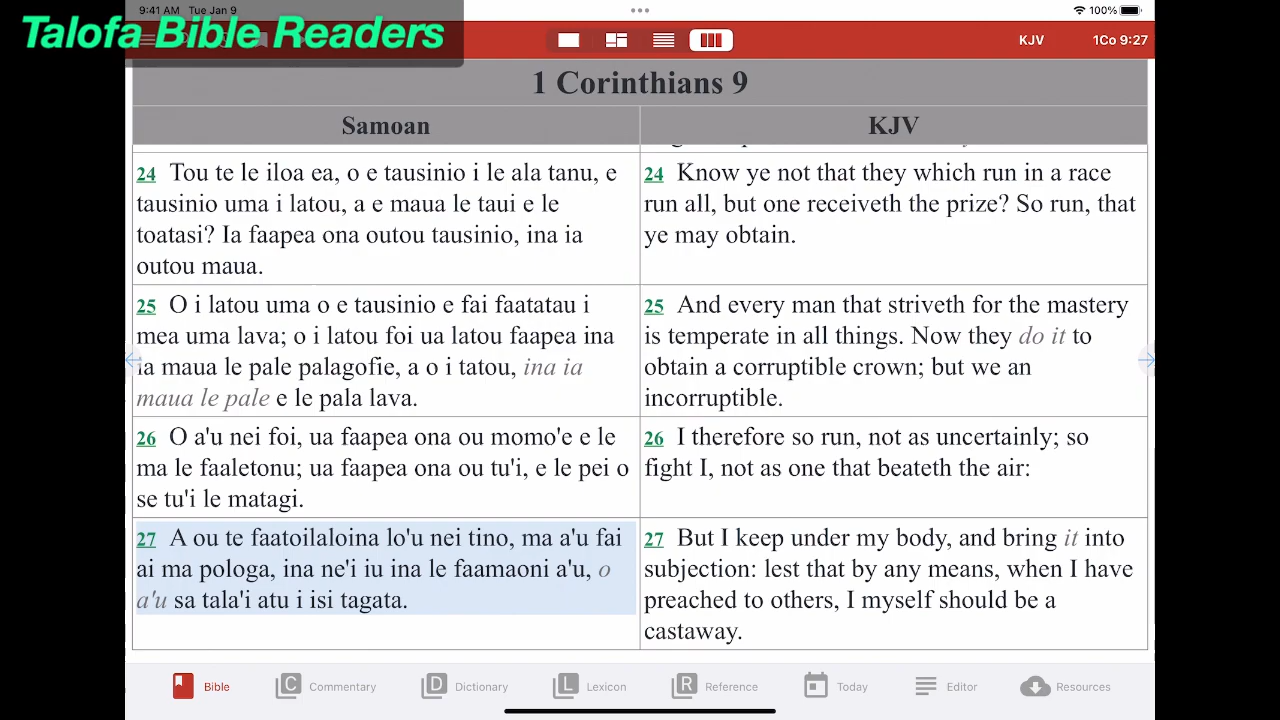 9:41 AM Tue Jan 9
100%
Talofa Bible Readers
KJV
1Co 9:27
1 Corinthians 9
Samoan
KJV
24 Tou te le iloa ea, o e tausinio i le ala tanu, e
tausinio uma i latou, a e maua le taui e le
toatasi? Ia faapea ona outou tausinio, ina ia
outou maua.
24 Know ye not that they which run in a race
run all, but one receiveth the prize? So run, that
ye may obtain.
25 O i latou uma o e tausinio e fai faatatau i
mea uma lava; o i latou foi ua latou faapea ina
ia maua le pale palagofie, a o i tatou, ina ia
maua le pale e le pala lava.
25 And every man that striveth for the mastery
is temperate in all things. Now they do it to
obtain a corruptible crown; but we an
incorruptible.
26 O a'u nei foi, ua faapea ona ou momo'e e le
ma le faaletonu; ua faapea ona ou tu'i, e le pei o
se tu'i le matagi.
26 I therefore so run, not as uncertainly; so
fight I, not as one that beateth the air:
27 A ou te faatoilaloina lo'u nei tino, ma a'u fai
ai ma pologa, ina ne'i iu ina le faamaoni a'u, o
a'u sa tala'i atu i isi tagata.
27 But I keep under my body, and bring it into
subjection: lest that by any means, when I have
preached to others, I myself should be a
castaway.
Bible
C Commentary
D Dictionary
L Lexicon
R Reference
Today
Editor
Resources